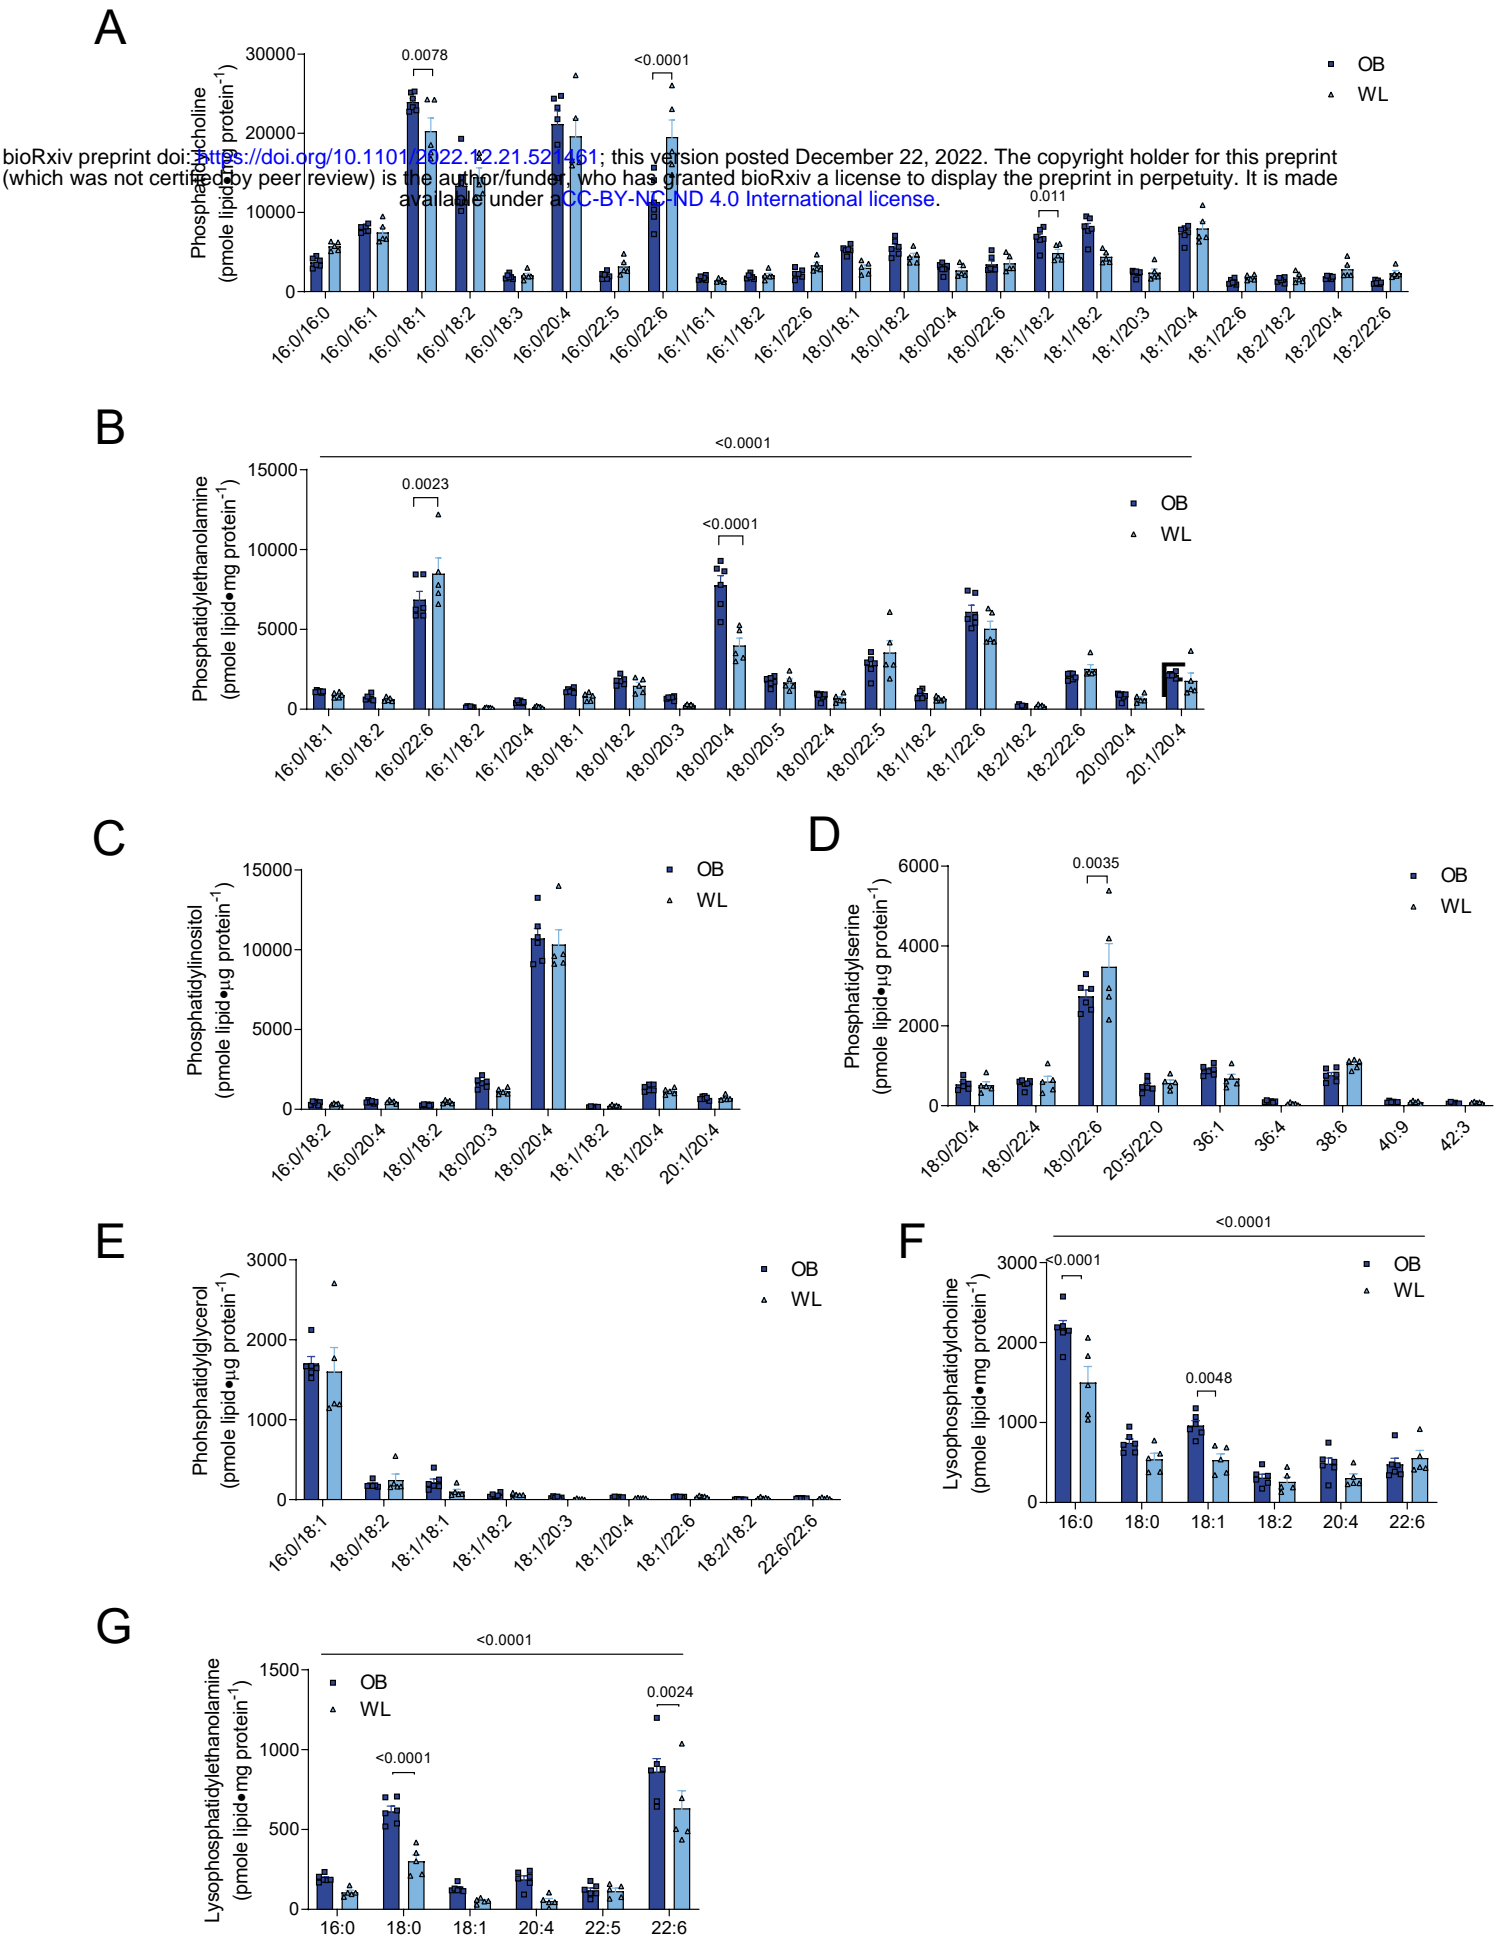 A
30000
20000
10000
0
Phosphatidylcholine
(pmole lipid•mg protein-1)
0.0078
<0.0001
0.011
OB
WL
bioRxiv preprint doi: https://doi.org/10.1101/2022.12.21.521461; this version posted December 22, 2022. The copyright holder for this preprint
(which was not certified by peer review) is the author/funder, who has granted bioRxiv a license to display the preprint in perpetuity. It is made
available under aCC-BY-NC-ND 4.0 International license.
16:0/16:0 16:0/16:1 16:0/18:1 16:0/18:2 16:0/18:3 16:0/20:4 16:0/22:5 16:0/22:6 16:1/16:1 16:1/18:2 16:1/22:6 18:0/18:1 18:0/18:2 18:0/20:4 18:0/22:6 18:1/18:2 18:1/18:2 18:1/20:3 18:1/20:4 18:1/22:6 18:2/18:2 18:2/20:4 18:2/22:6
B
<0.0001
15000
10000
5000
0
Phosphatidylethanolamine
(pmole lipid•mg protein-1)
0.0023
<0.0001
OB
WL
16:0/18:1 16:0/18:2 16:0/22:6 16:1/18:2 16:1/20:4 18:0/18:1 18:0/18:2 18:0/20:3 18:0/20:4 18:0/20:5 18:0/22:4 18:0/22:5 18:1/18:2 18:1/22:6 18:2/18:2 18:2/22:6 20:0/20:4 20:1/20:4
C
15000
10000
5000
0
Phosphatidylinositol
(pmole lipid•µg protein-1)
OB
WL
16:0/18:2 16:0/20:4 18:0/18:2 18:0/20:3 18:0/20:4 18:1/18:2 18:1/20:4 20:1/20:4
D
6000
4000
2000
0
Phosphatidylserine
(pmole lipid•µg protein-1)
0.0035
OB
WL
18:0/20:4 18:0/22:4 18:0/22:6 20:5/22:0 36:1 36:4 38:6 40:9 42:3
E
3000
2000
1000
0
Phohsphatidylglycerol
(pmole lipid•µg protein-1)
OB
WL
16:0/18:1 18:0/18:2 18:1/18:1 18:1/18:2 18:1/20:3 18:1/20:4 18:1/22:6 18:2/18:2 22:6/22:6
F
<0.0001
3000
2000
1000
0
Lysophosphatidylcholine
(pmole lipid•mg protein-1)
<0.0001
0.0048
OB
WL
16:0 18:0 18:1 18:2 20:4 22:6
G
<0.0001
1500
1000
500
0
Lysophosphatidylethanolamine
(pmole lipid•mg protein-1)
OB
WL
<0.0001
0.0024
16:0 18:0 18:1 20:4 22:5 22:6